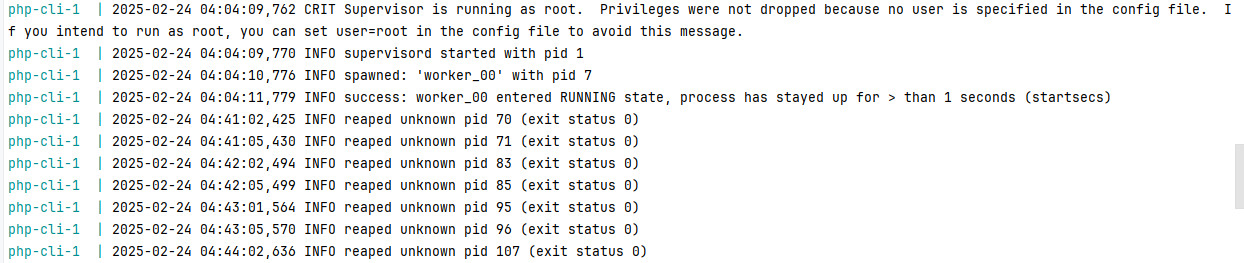 php-cli-1  | 2025-02-24 04:04:09,762 CRIT Supervisor is running as root.  Privileges were not dropped because no user is specified in the config file.  I
f you intend to run as root, you can set user=root in the config file to avoid this message.
php-cli-1  | 2025-02-24 04:04:09,770 INFO supervisord started with pid 1
php-cli-1  | 2025-02-24 04:04:10,776 INFO spawned: 'worker_00' with pid 7
php-cli-1  | 2025-02-24 04:04:11,779 INFO success: worker_00 entered RUNNING state, process has stayed up for > than 1 seconds (startsecs)
php-cli-1  | 2025-02-24 04:41:02,425 INFO reaped unknown pid 70 (exit status 0)
php-cli-1  | 2025-02-24 04:41:05,430 INFO reaped unknown pid 71 (exit status 0)
php-cli-1  | 2025-02-24 04:42:02,494 INFO reaped unknown pid 83 (exit status 0)
php-cli-1  | 2025-02-24 04:42:05,499 INFO reaped unknown pid 85 (exit status 0)
php-cli-1  | 2025-02-24 04:43:01,564 INFO reaped unknown pid 95 (exit status 0)
php-cli-1  | 2025-02-24 04:43:05,570 INFO reaped unknown pid 96 (exit status 0)
php-cli-1  | 2025-02-24 04:44:02,636 INFO reaped unknown pid 107 (exit status 0)